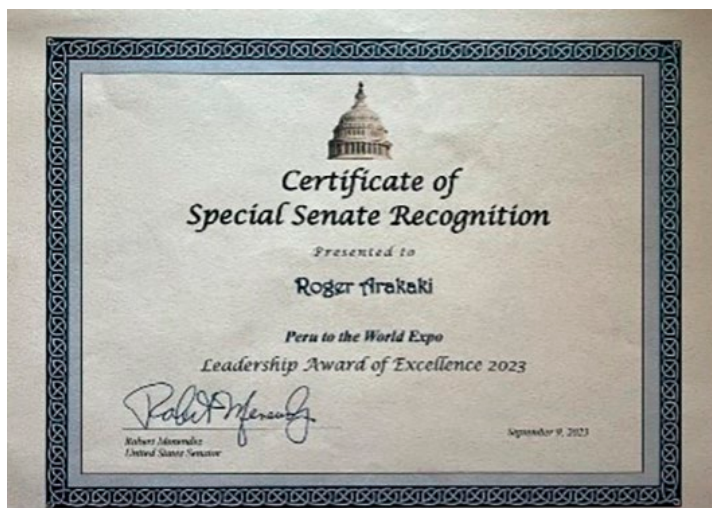 Certificate of
Special Senate Recognition
Presented to
Roger Arakaki
Peru to the World Expo
Leadership Award of Excellence 2023
Robert Menendez
United States Senator
September 9, 2023